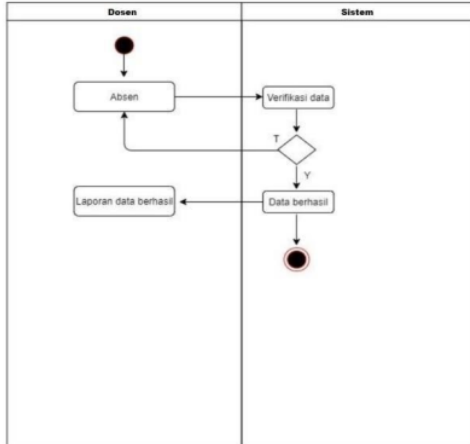 Dosen
Sistem
Absen
Verifikasi data
T
Y
Laporan data berhasil
Data berhasil